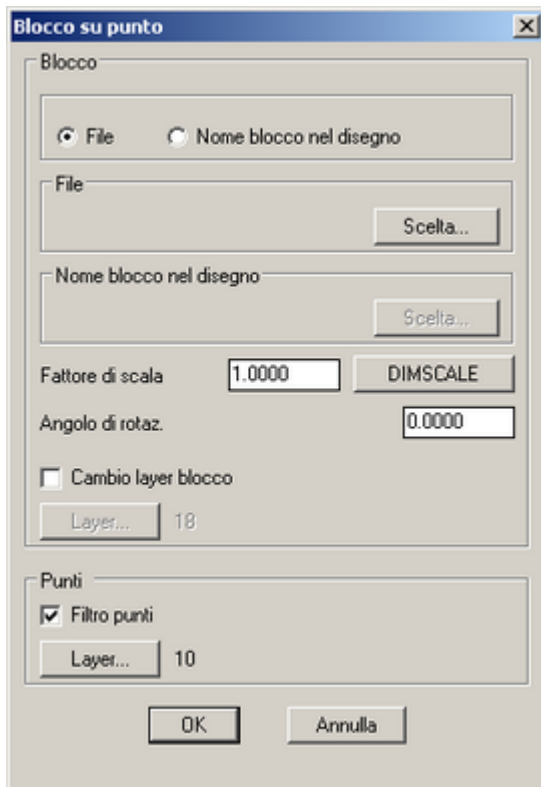 Blocco su punto
Blocco
File Nome blocco nel disegno
File
Scelta...
Nome blocco nel disegno
Scelta...
Fattore di scala 1.0000 DIMSCALE
Angolo di rotaz. 0.0000
Cambio layer blocco
Layer... 18
Punti
Filtro punti
Layer... 10
OK Annulla